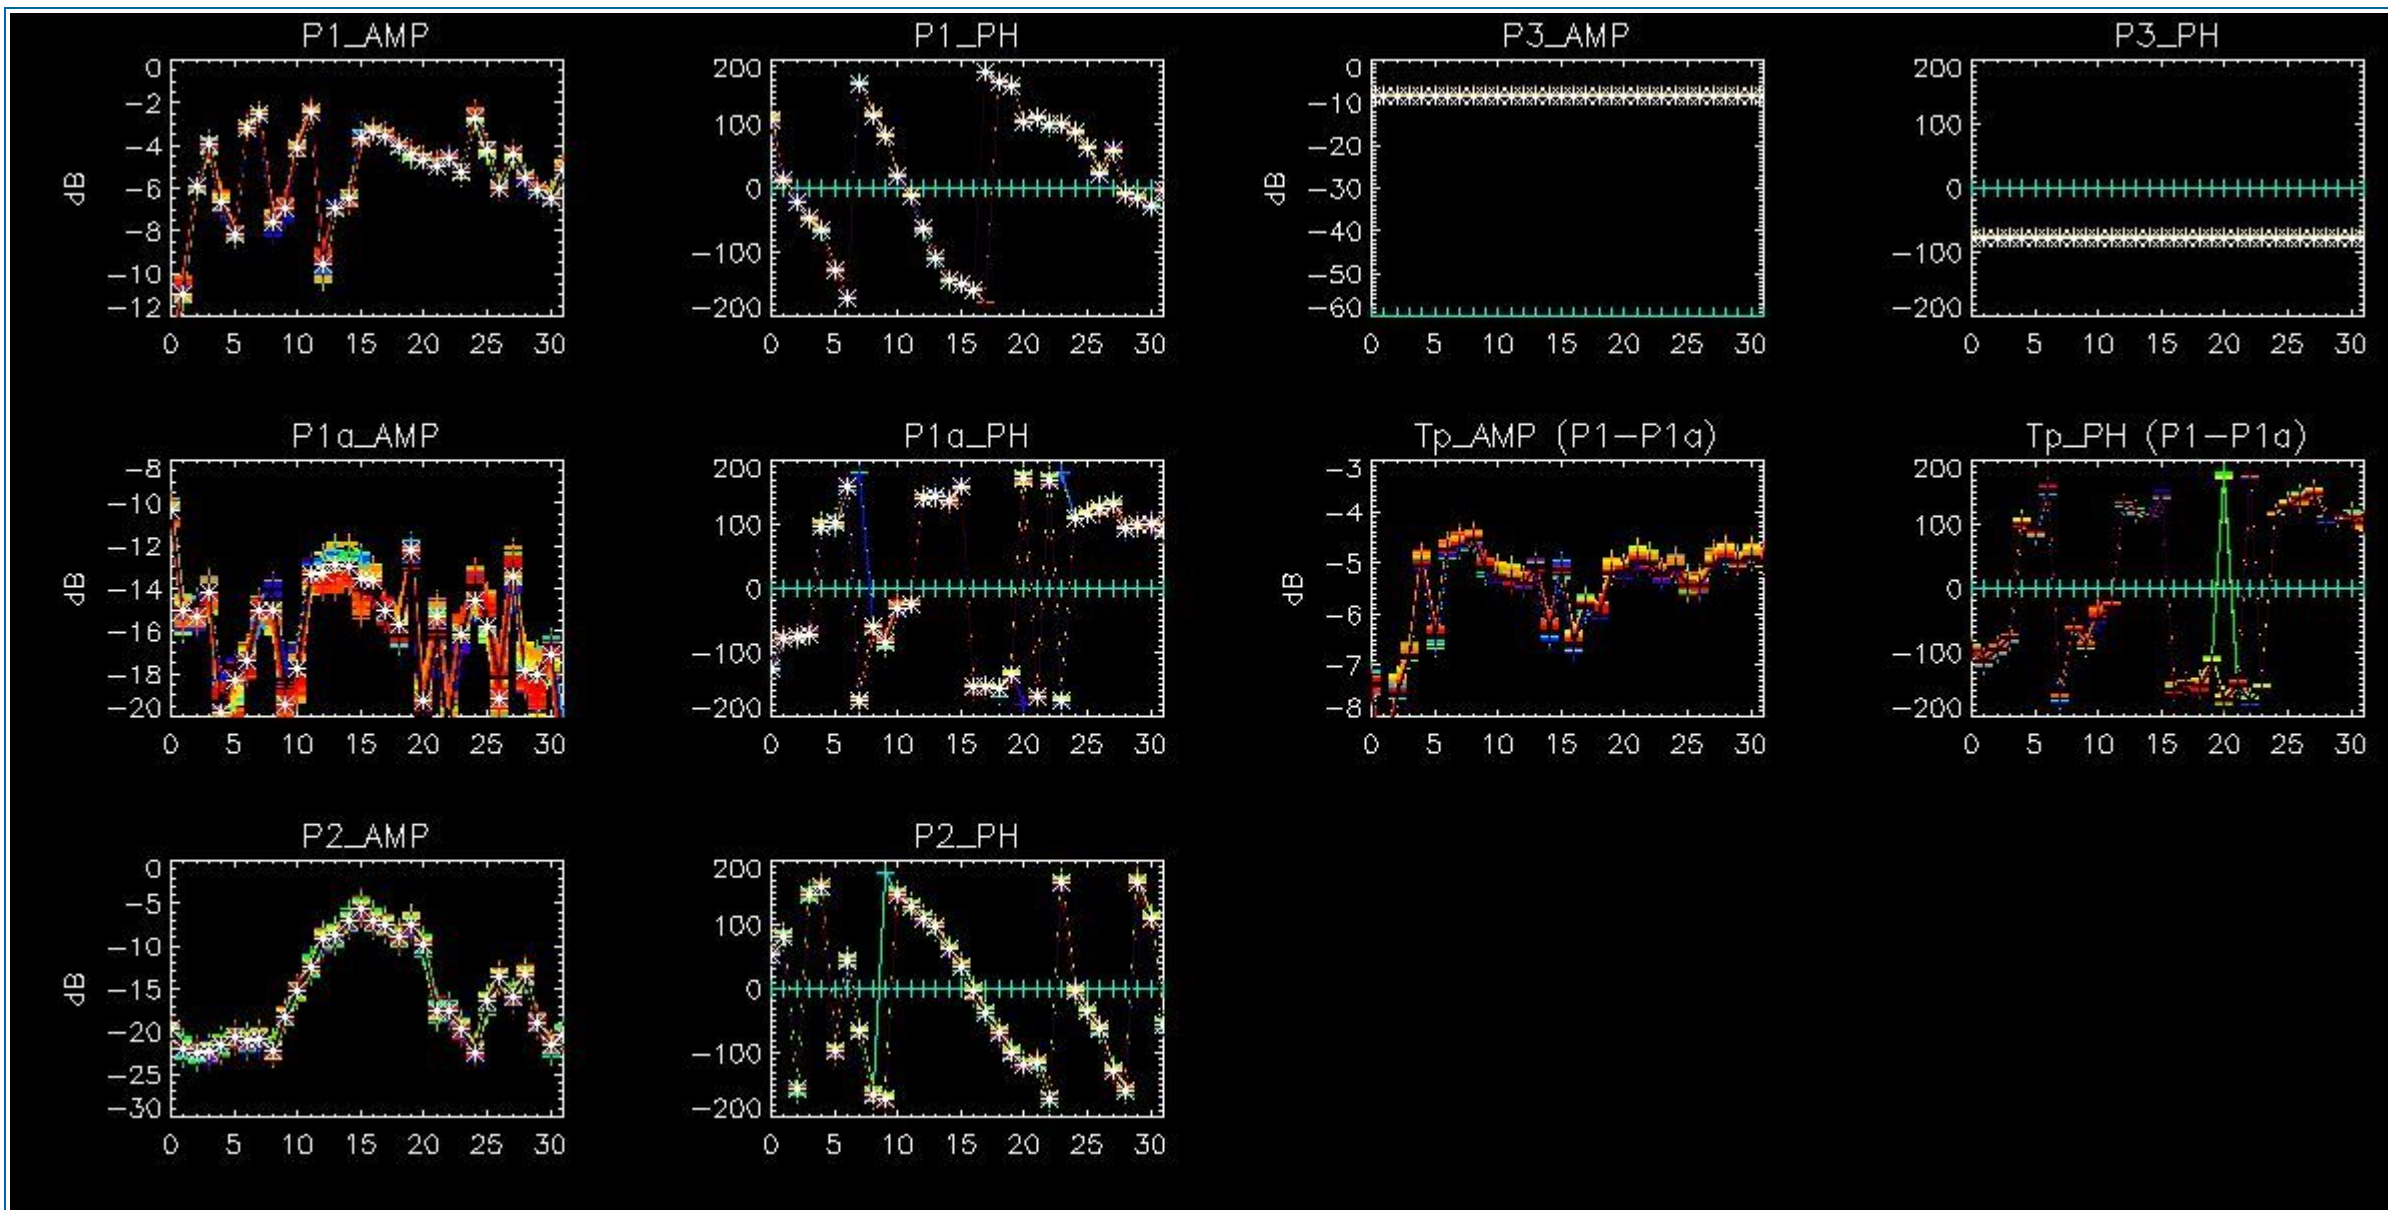 P1_AMP
0
−2
−4
−6
−8
−10
−12
dB
0 5 10 15 20 25 30
P1_PH
200
100
0
−100
−200
0 5 10 15 20 25 30
P3_AMP
0
−10
−20
−30
−40
−50
−60
dB
0 5 10 15 20 25 30
P3_PH
200
100
0
−100
−200
0 5 10 15 20 25 30
P1a_AMP
−8
−10
−12
−14
−16
−18
−20
dB
0 5 10 15 20 25 30
P1a_PH
200
100
0
−100
−200
0 5 10 15 20 25 30
Tp_AMP (P1−P1a)
−3
−4
−5
−6
−7
−8
dB
0 5 10 15 20 25 30
Tp_PH (P1−P1a)
200
100
0
−100
−200
0 5 10 15 20 25 30
P2_AMP
0
−5
−10
−15
−20
−25
−30
dB
0 5 10 15 20 25 30
P2_PH
200
100
0
−100
−200
0 5 10 15 20 25 30